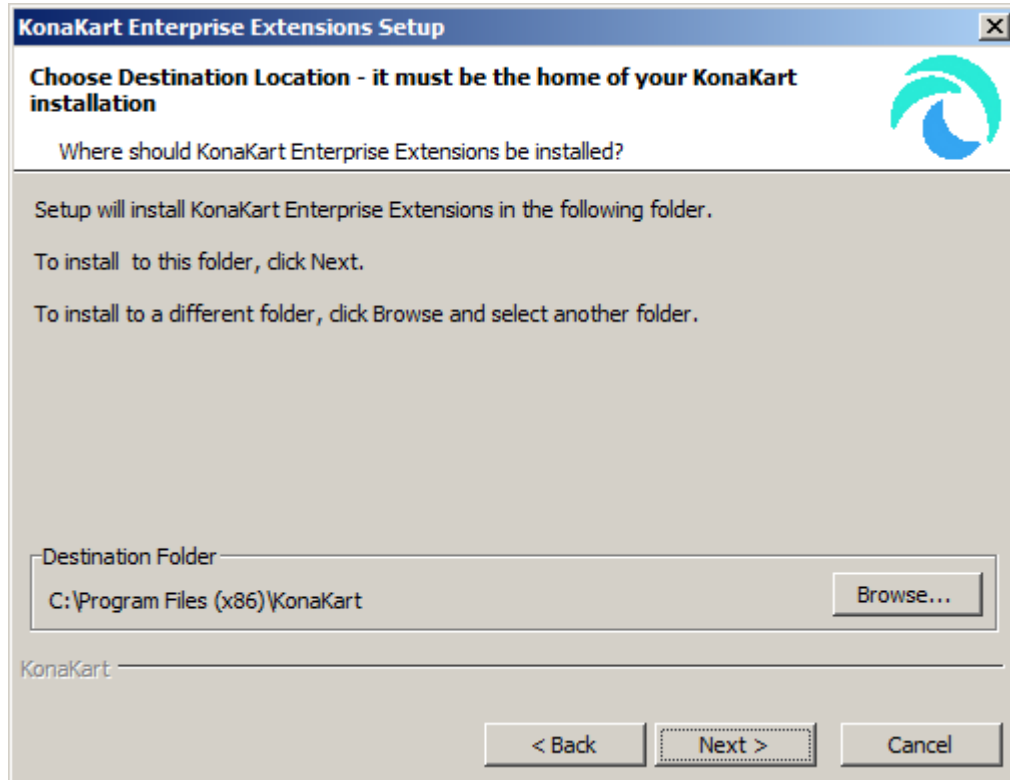 KonaKart Enterprise Extensions Setup
Choose Destination Location - it must be the home of your KonaKart
installation
Where should KonaKart Enterprise Extensions be installed?
Setup will install KonaKart Enterprise Extensions in the following folder.
To install  to this folder, click Next.
To install to a different folder, click Browse and select another folder.
Destination Folder
C:\Program Files (x86)\KonaKart
Browse...
KonaKart
< Back
Next >
Cancel